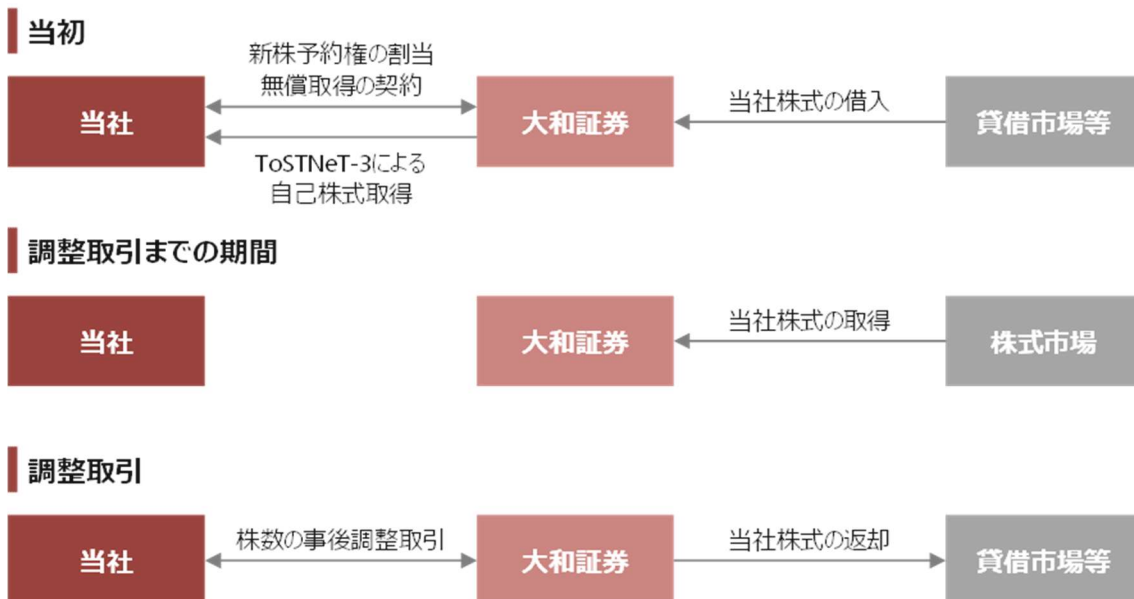 当初
新株予約権の割当
無償取得の契約
当社
大和証券
当社株式の借入
貸借市場等
ToSTNeT-3による
自己株式取得
調整取引までの期間
当社
大和証券
当社株式の取得
株式市場
調整取引
当社
株数の事後調整取引
大和証券
当社株式の返却
貸借市場等